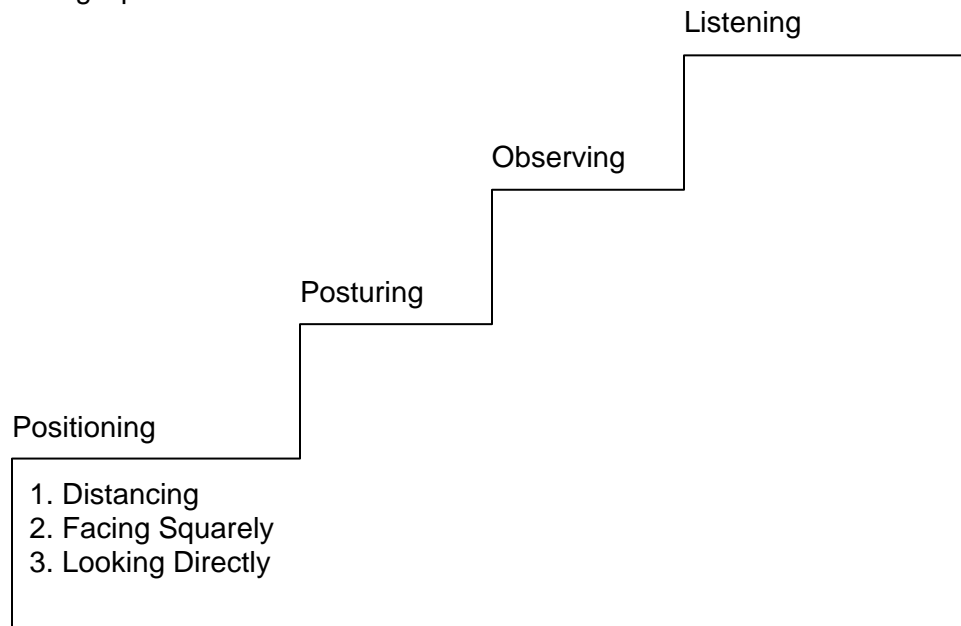 Listening
Observing
Posturing
Positioning
1. Distancing
2. Facing Squarely
3. Looking Directly